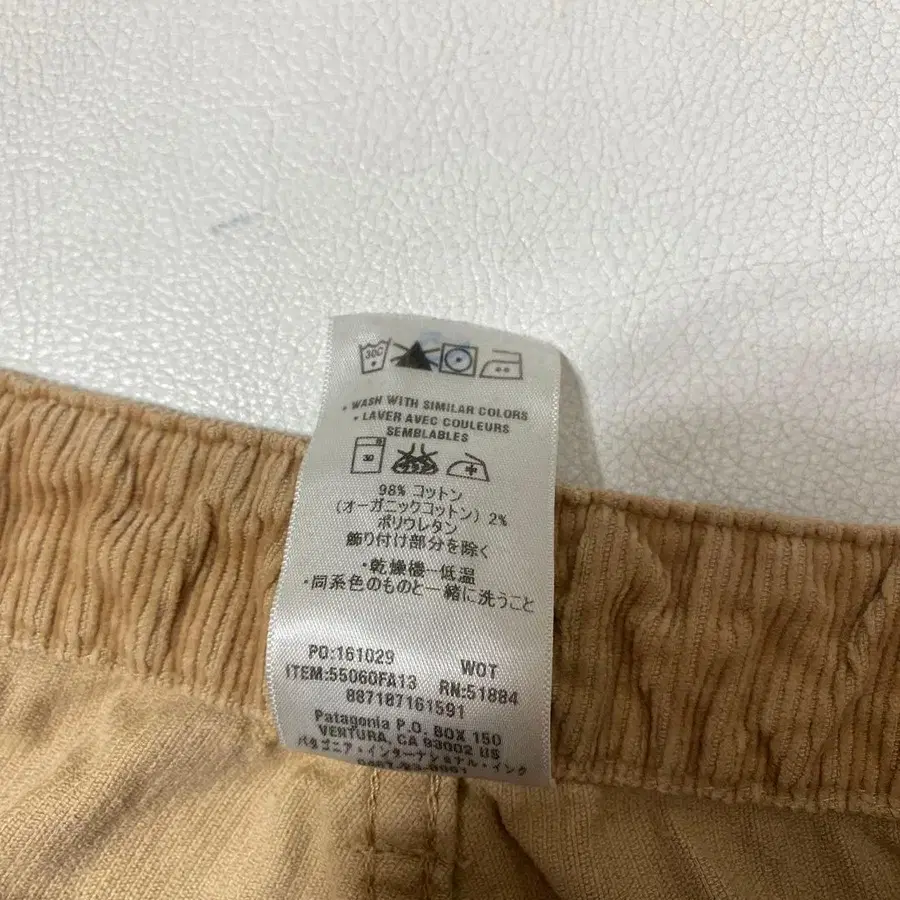 30C
• WASH WITH SIMILAR COLORS
• LAVER AVEC COULEURS
SEMBLABLES
30 中
98% コットン
(オーガニックコットン) 2%
ポリウレタン
飾り付け部分を除く
・乾燥機－低温
・同系色のものと一緒に洗うこと
PO:161029 WOT
ITEM:55060FA13 RN:51884
887187161591
Patagonia P.O. BOX 150
VENTURA, CA 93002 US
パタゴニア・インターナショナル・インク